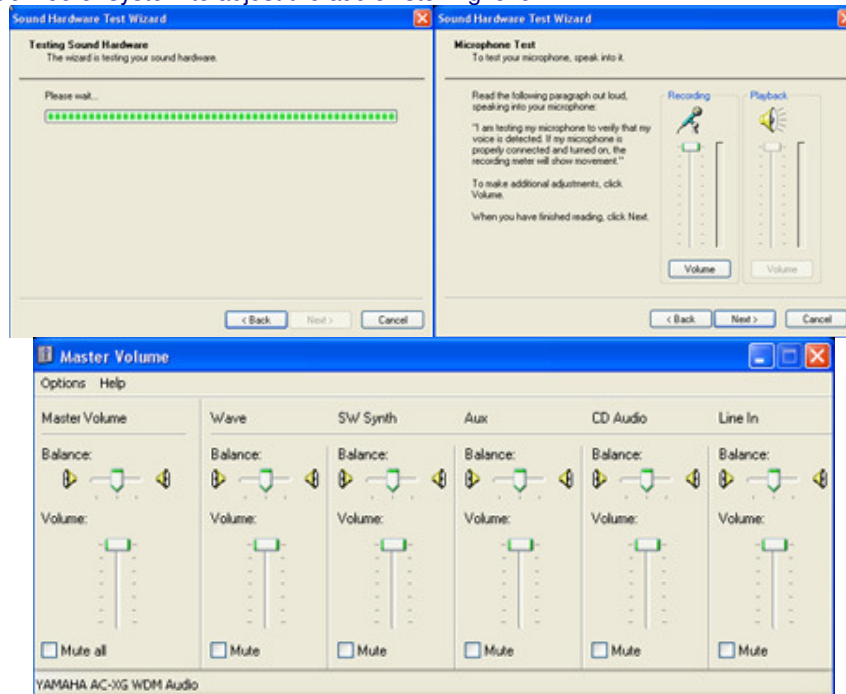 Sound Hardware Test Wizard
Testing Sound Hardware
The wizard is testing your sound hardware.
Please wait...
< Back Next > Cancel
Sound Hardware Test Wizard
Microphone Test
To test your microphone, speak into it.
Read the following paragraph out loud,
speaking into your microphone:
"I am testing my microphone to verify that my
voice is detected. If my microphone is
properly connected and turned on, the
recording meter will show movement."
To make additional adjustments, click
Volume.
When you have finished reading, click Next.
Recording Playback
Volume Volume
< Back Next > Cancel
Master Volume
Options Help
Master Volume Wave SW Synth Aux CD Audio Line In
Balance: Balance: Balance: Balance: Balance: Balance:
Volume: Volume: Volume: Volume: Volume: Volume:
Mute all Mute Mute Mute Mute Mute
YAMAHA AC-XG WDM Audio